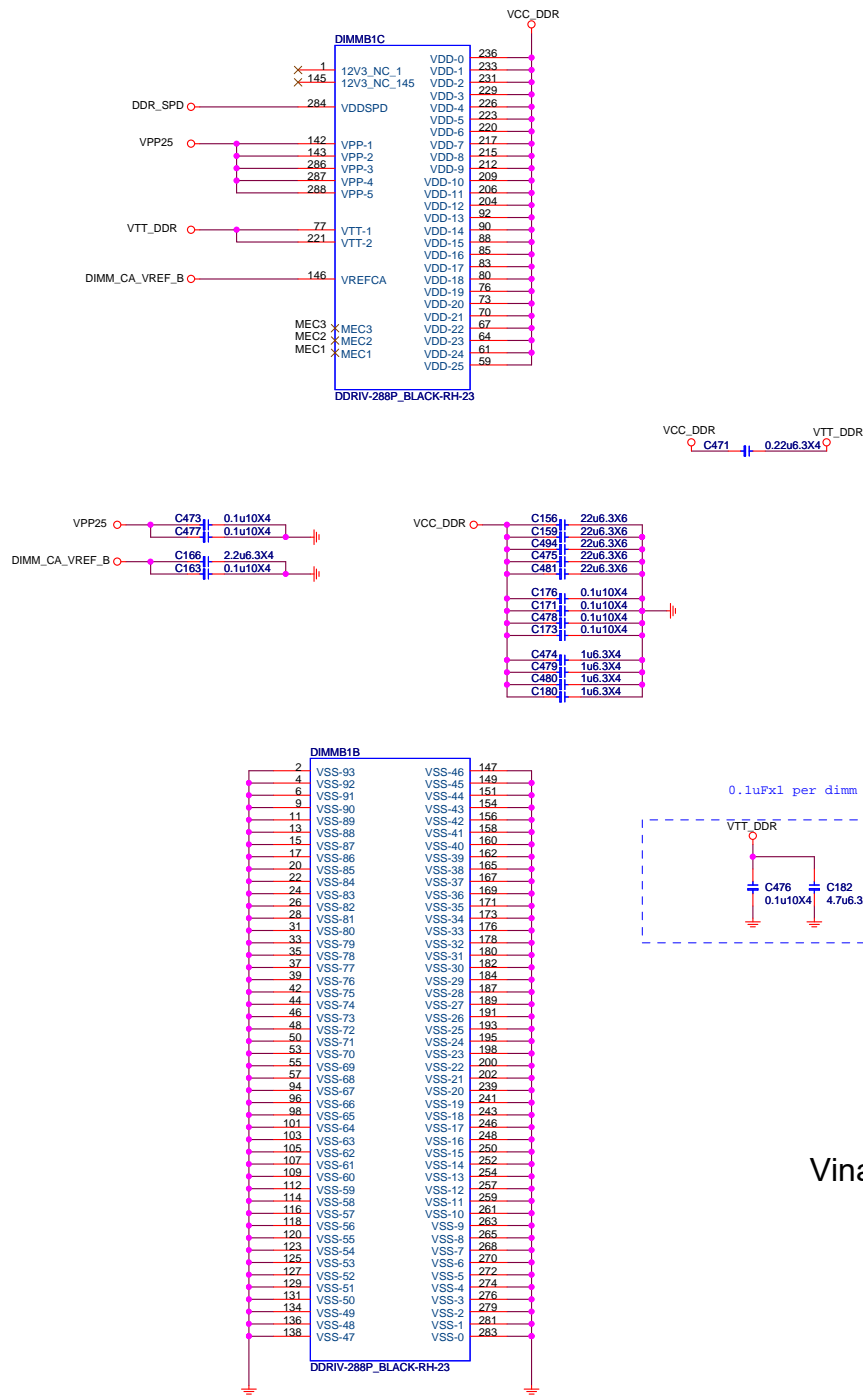 VCC_DDR
DIMMB1C
1 12V3_NC_1 VDD-0 236
145 12V3_NC_145 VDD-1 233
VDD-2 231
VDD-3 229
DDR_SPD 284 VDDSPD VDD-4 226
VDD-5 223
VDD-6 220
VPP25 142 VPP-1 VDD-7 217
143 VPP-2 VDD-8 215
286 VPP-3 VDD-9 212
287 VPP-4 VDD-10 209
288 VPP-5 VDD-11 206
VDD-12 204
VDD-13 92
VTT_DDR 77 VTT-1 VDD-14 90
221 VTT-2 VDD-15 88
VDD-16 85
VDD-17 83
DIMM_CA_VREF_B 146 VREFCA VDD-18 80
VDD-19 76
VDD-20 73
VDD-21 70
MEC3 MEC3 VDD-22 67
MEC2 MEC2 VDD-23 64
MEC1 MEC1 VDD-24 61
VDD-25 59
DDRIV-288P_BLACK-RH-23
VCC_DDR C471 0.22u6.3X4 VTT_DDR
VPP25 C473 0.1u10X4
C477 0.1u10X4
DIMM_CA_VREF_B C166 2.2u6.3X4
C163 0.1u10X4
VCC_DDR C156 22u6.3X6
C159 22u6.3X6
C494 22u6.3X6
C475 22u6.3X6
C481 22u6.3X6
C176 0.1u10X4
C171 0.1u10X4
C478 0.1u10X4
C173 0.1u10X4
C474 1u6.3X4
C479 1u6.3X4
C480 1u6.3X4
C180 1u6.3X4
DIMMB1B
2 VSS-93 VSS-46 147
4 VSS-92 VSS-45 149
6 VSS-91 VSS-44 151
9 VSS-90 VSS-43 154
11 VSS-89 VSS-42 156
13 VSS-88 VSS-41 158
15 VSS-87 VSS-40 160
17 VSS-86 VSS-39 162
20 VSS-85 VSS-38 165
22 VSS-84 VSS-37 167
24 VSS-83 VSS-36 169
26 VSS-82 VSS-35 171
28 VSS-81 VSS-34 173
31 VSS-80 VSS-33 176
33 VSS-79 VSS-32 178
35 VSS-78 VSS-31 180
37 VSS-77 VSS-30 182
39 VSS-76 VSS-29 184
42 VSS-75 VSS-28 187
44 VSS-74 VSS-27 189
46 VSS-73 VSS-26 191
48 VSS-72 VSS-25 193
50 VSS-71 VSS-24 195
53 VSS-70 VSS-23 198
55 VSS-69 VSS-22 200
57 VSS-68 VSS-21 202
94 VSS-67 VSS-20 239
96 VSS-66 VSS-19 241
98 VSS-65 VSS-18 243
101 VSS-64 VSS-17 246
103 VSS-63 VSS-16 248
105 VSS-62 VSS-15 250
107 VSS-61 VSS-14 252
109 VSS-60 VSS-13 254
112 VSS-59 VSS-12 257
114 VSS-58 VSS-11 259
116 VSS-57 VSS-10 261
118 VSS-56 VSS-9 263
120 VSS-55 VSS-8 265
123 VSS-54 VSS-7 268
125 VSS-53 VSS-6 270
127 VSS-52 VSS-5 272
129 VSS-51 VSS-4 274
131 VSS-50 VSS-3 276
134 VSS-49 VSS-2 279
136 VSS-48 VSS-1 281
138 VSS-47 VSS-0 283
DDRIV-288P_BLACK-RH-23
0.1uFx1 per dimm
VTT_DDR
C476 C182
0.1u10X4 4.7u6.3
Vina